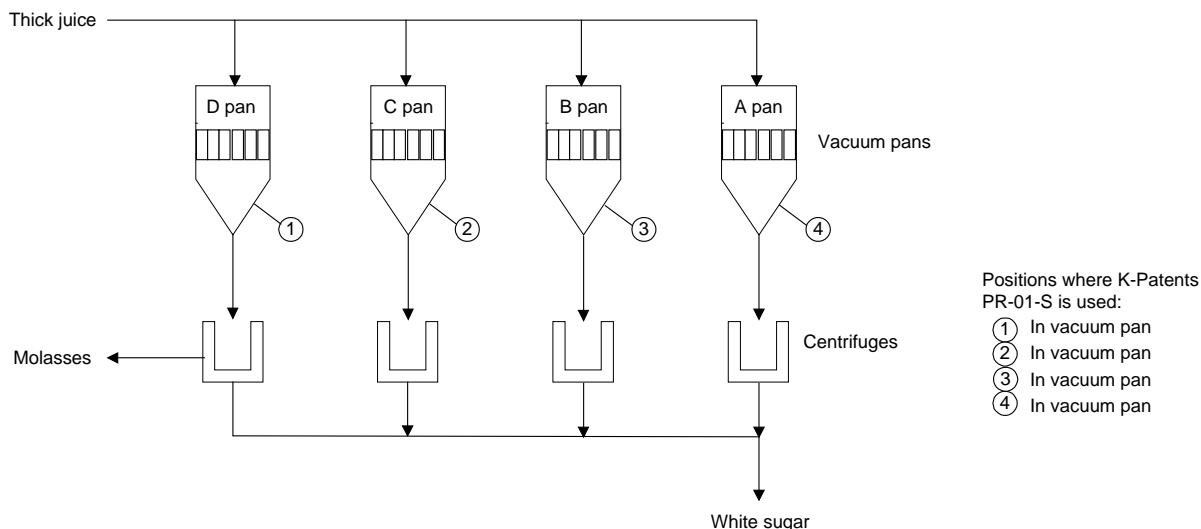 Thick juice
D pan
C pan
B pan
A pan
Vacuum pans
1
2
3
4
Positions where K-Patents
PR-01-S is used:
1 In vacuum pan
2 In vacuum pan
3 In vacuum pan
4 In vacuum pan
Molasses
Centrifuges
White sugar